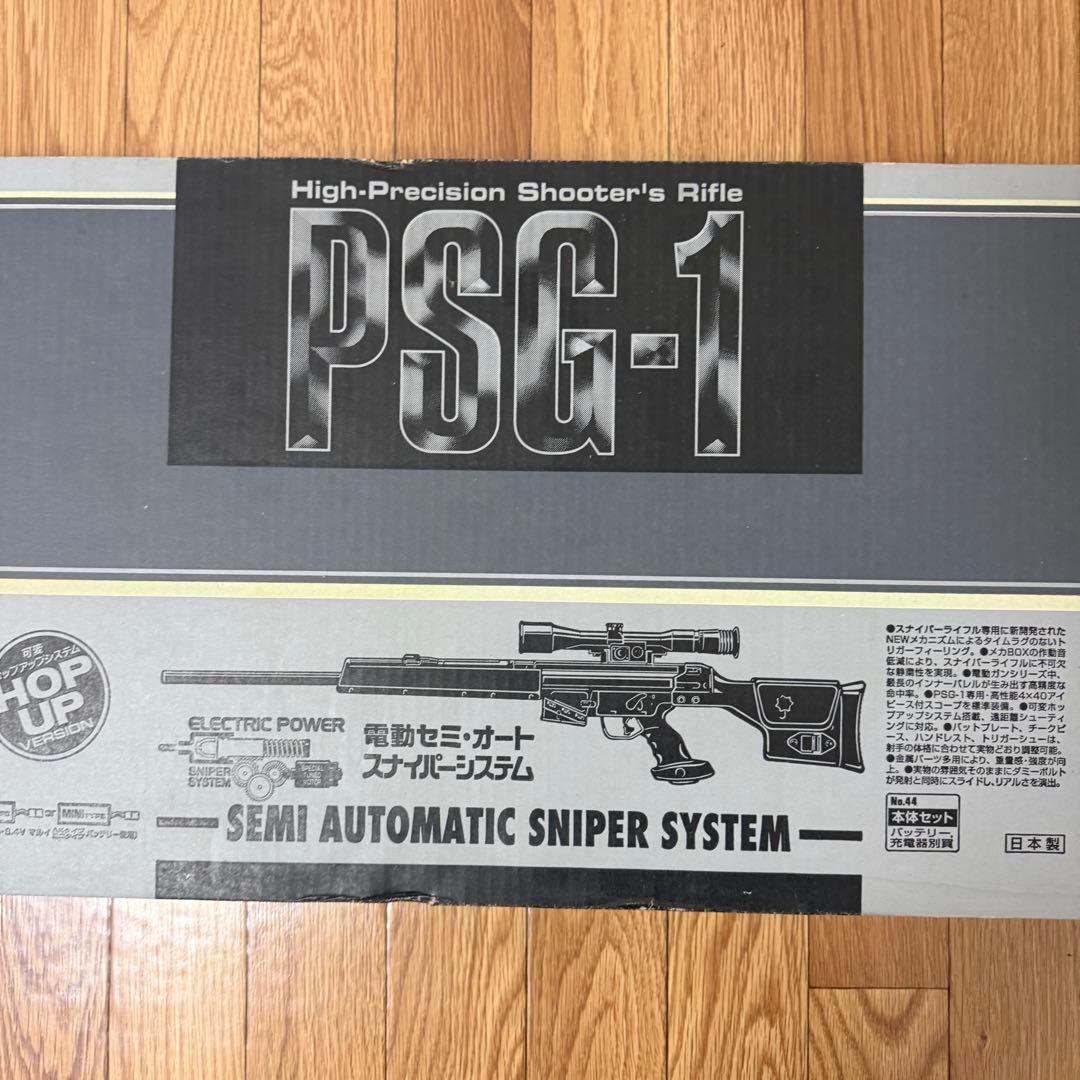 High-Precision Shooter's Rifle
PSG-1
可変
ップアップシステム
HOP
UP
VERSION
ELECTRIC POWER
SNIPER
SYSTEM
電動セミ・オート
スナイパーシステム
SEMI AUTOMATIC SNIPER SYSTEM
or MINI TYPE
●スナイパーライフル専用に新開発された
NEWメカニズムによるタイムラグのないト
リガーフィーリング。●メカBOXの作動音
低減により、スナイパーライフルに不可欠
な静粛性を実現。●電動ガンシリーズ中、
最長のインナーバレルが生み出す高精度な
命中率。●PSG-1専用・高性能4×40アイ
ピース付スコープを標準装備。●可変ホッ
プアップシステム搭載、遠距離シューティ
ングに対応。●バットプレート、チークピ
ース、ハンドレスト、トリガーシューは、
射手の体格に合わせて実物どおり調整可能。
●金属パーツ多用により、重量感・強度が向
上。●実物の雰囲気そのままにダミーボルト
が発射と同時にスライドし、リアルさを演出。
No.44
本体セット
バッテリー、
充電器別買
日本製